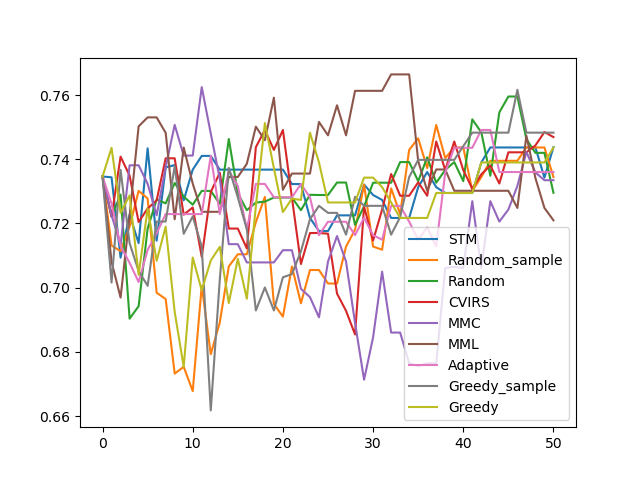 0.76
0.74
0.72
0.70
0.68
0.66
0
10
20
30
40
50
STM
Random_sample
Random
CVIRS
MMC
MML
Adaptive
Greedy_sample
Greedy